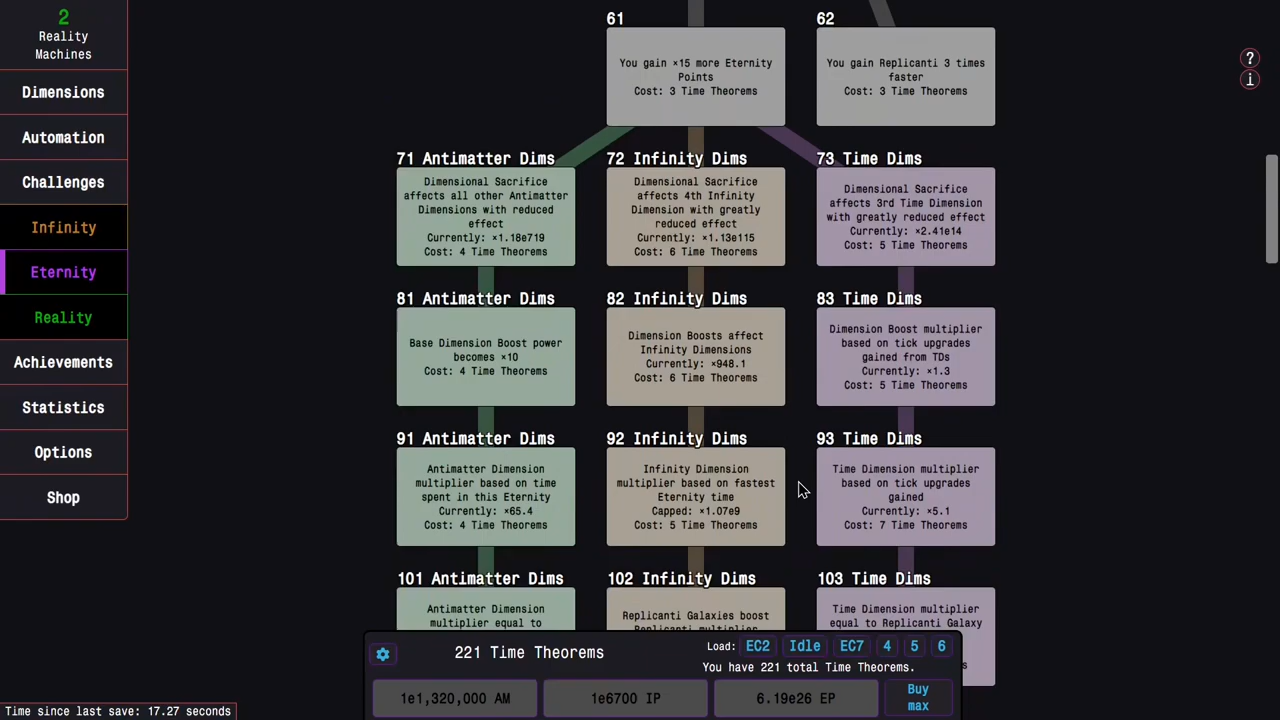 2
Reality
Machines
Dimensions
Automation
Challenges
Infinity
Eternity
Reality
Achievements
Statistics
Options
Shop
?
i
61
You gain ×15 more Eternity
Points
Cost: 3 Time Theorems
62
You gain Replicanti 3 times
faster
Cost: 3 Time Theorems
71 Antimatter Dims
Dimensional Sacrifice
affects all other Antimatter
Dimensions with reduced
effect
Currently: ×1.18e719
Cost: 4 Time Theorems
72 Infinity Dims
Dimensional Sacrifice
affects 4th Infinity
Dimension with greatly
reduced effect
Currently: ×1.13e115
Cost: 6 Time Theorems
73 Time Dims
Dimensional Sacrifice
affects 3rd Time Dimension
with greatly reduced effect
Currently: ×2.41e14
Cost: 5 Time Theorems
81 Antimatter Dims
Base Dimension Boost power
becomes ×10
Cost: 4 Time Theorems
82 Infinity Dims
Dimension Boosts affect
Infinity Dimensions
Currently: ×948.1
Cost: 6 Time Theorems
83 Time Dims
Dimension Boost multiplier
based on tick upgrades
gained from TDs
Currently: ×1.3
Cost: 5 Time Theorems
91 Antimatter Dims
Antimatter Dimension
multiplier based on time
spent in this Eternity
Currently: ×65.4
Cost: 4 Time Theorems
92 Infinity Dims
Infinity Dimension
multiplier based on fastest
Eternity time
Capped: ×1.07e9
Cost: 5 Time Theorems
93 Time Dims
Time Dimension multiplier
based on tick upgrades
gained
Currently: ×5.1
Cost: 7 Time Theorems
101 Antimatter Dims
Antimatter Dimension
multiplier equal to
102 Infinity Dims
Replicanti Galaxies boost
Replicanti multiplier
103 Time Dims
Time Dimension multiplier
equal to Replicanti Galaxy
221 Time Theorems
Load: EC2 Idle EC7 4 5 6
You have 221 total Time Theorems.
1e1,320,000 AM
1e6700 IP
6.19e26 EP
Buy
max
Time since last save: 17.27 seconds